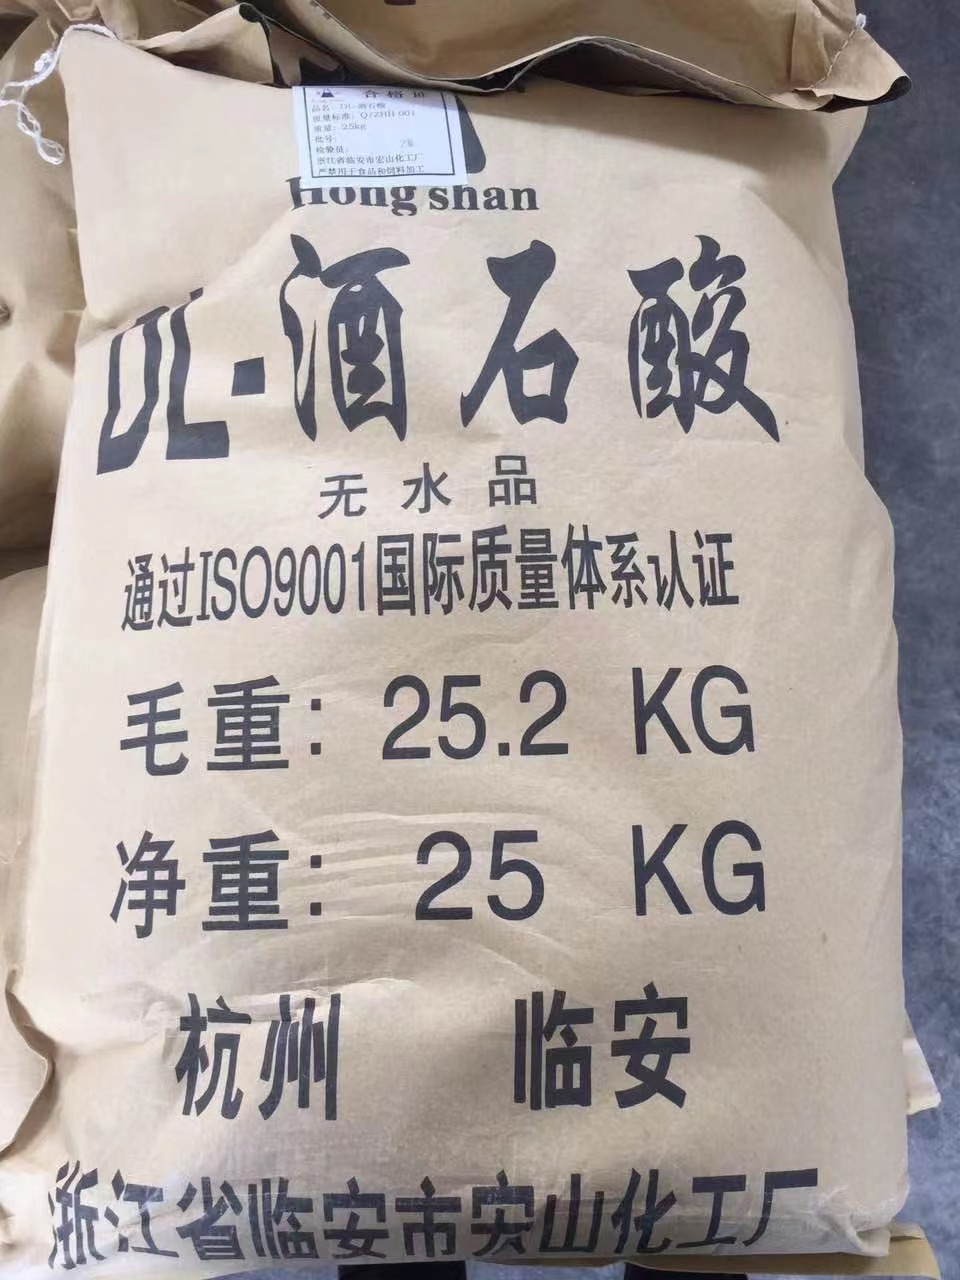 合格证
品名: DL-酒石酸
质量标准: Q/ZHH 001
重量: 25kg
批号:
检验员:
浙江省临安市宏山化工厂
严禁用于食品和饲料加工
Hong shan
DL-酒石酸
无水品
通过ISO9001国际质量体系认证
毛重: 25.2 KG
净重: 25 KG
杭州 临安
浙江省临安市宏山化工厂